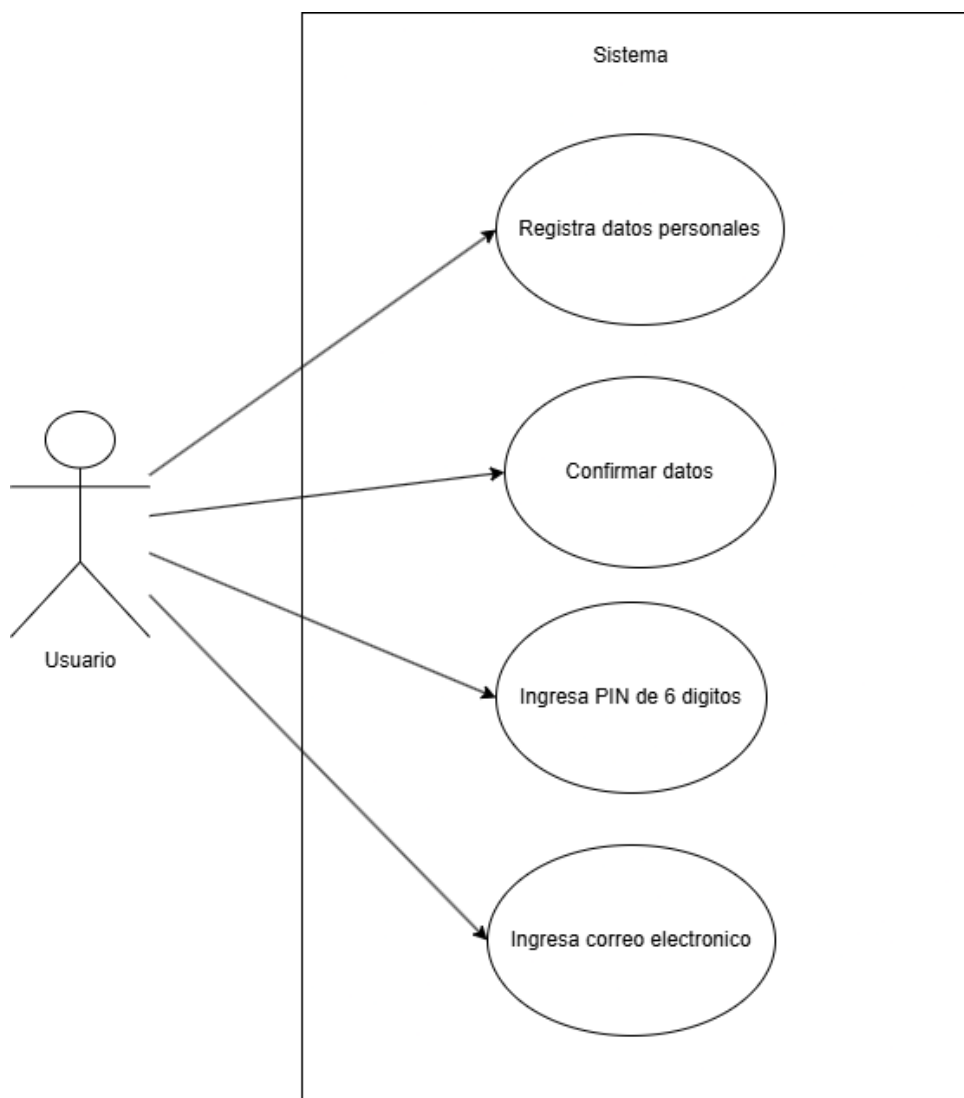 Sistema
Registra datos personales
Confirmar datos
Usuario
Ingresa PIN de 6 digitos
Ingresa correo electronico